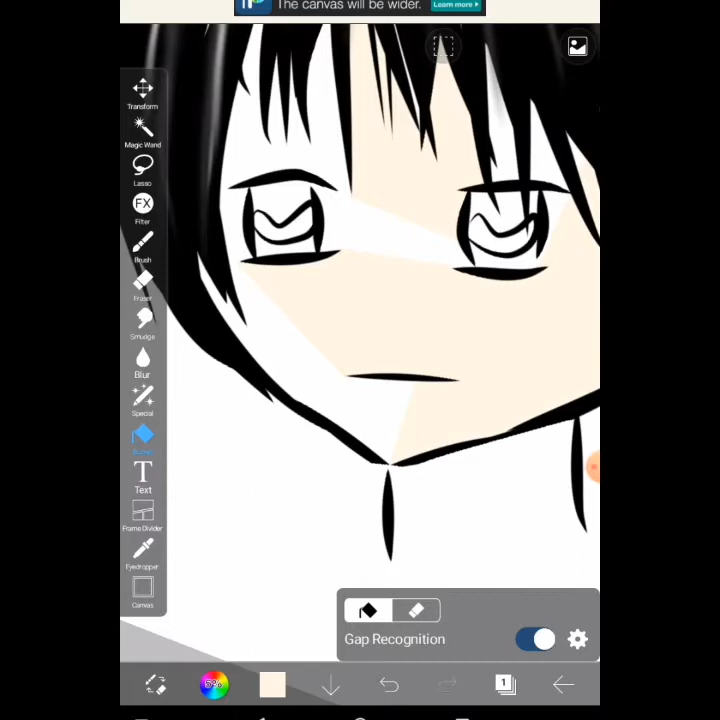 The canvas will be wider.
Learn more
Transform
Magic Wand
Lasso
FX
Filter
Brush
Eraser
Smudge
Blur
Special
Bucket
T
Text
Frame Divider
Eyedropper
Canvas
Gap Recognition
1